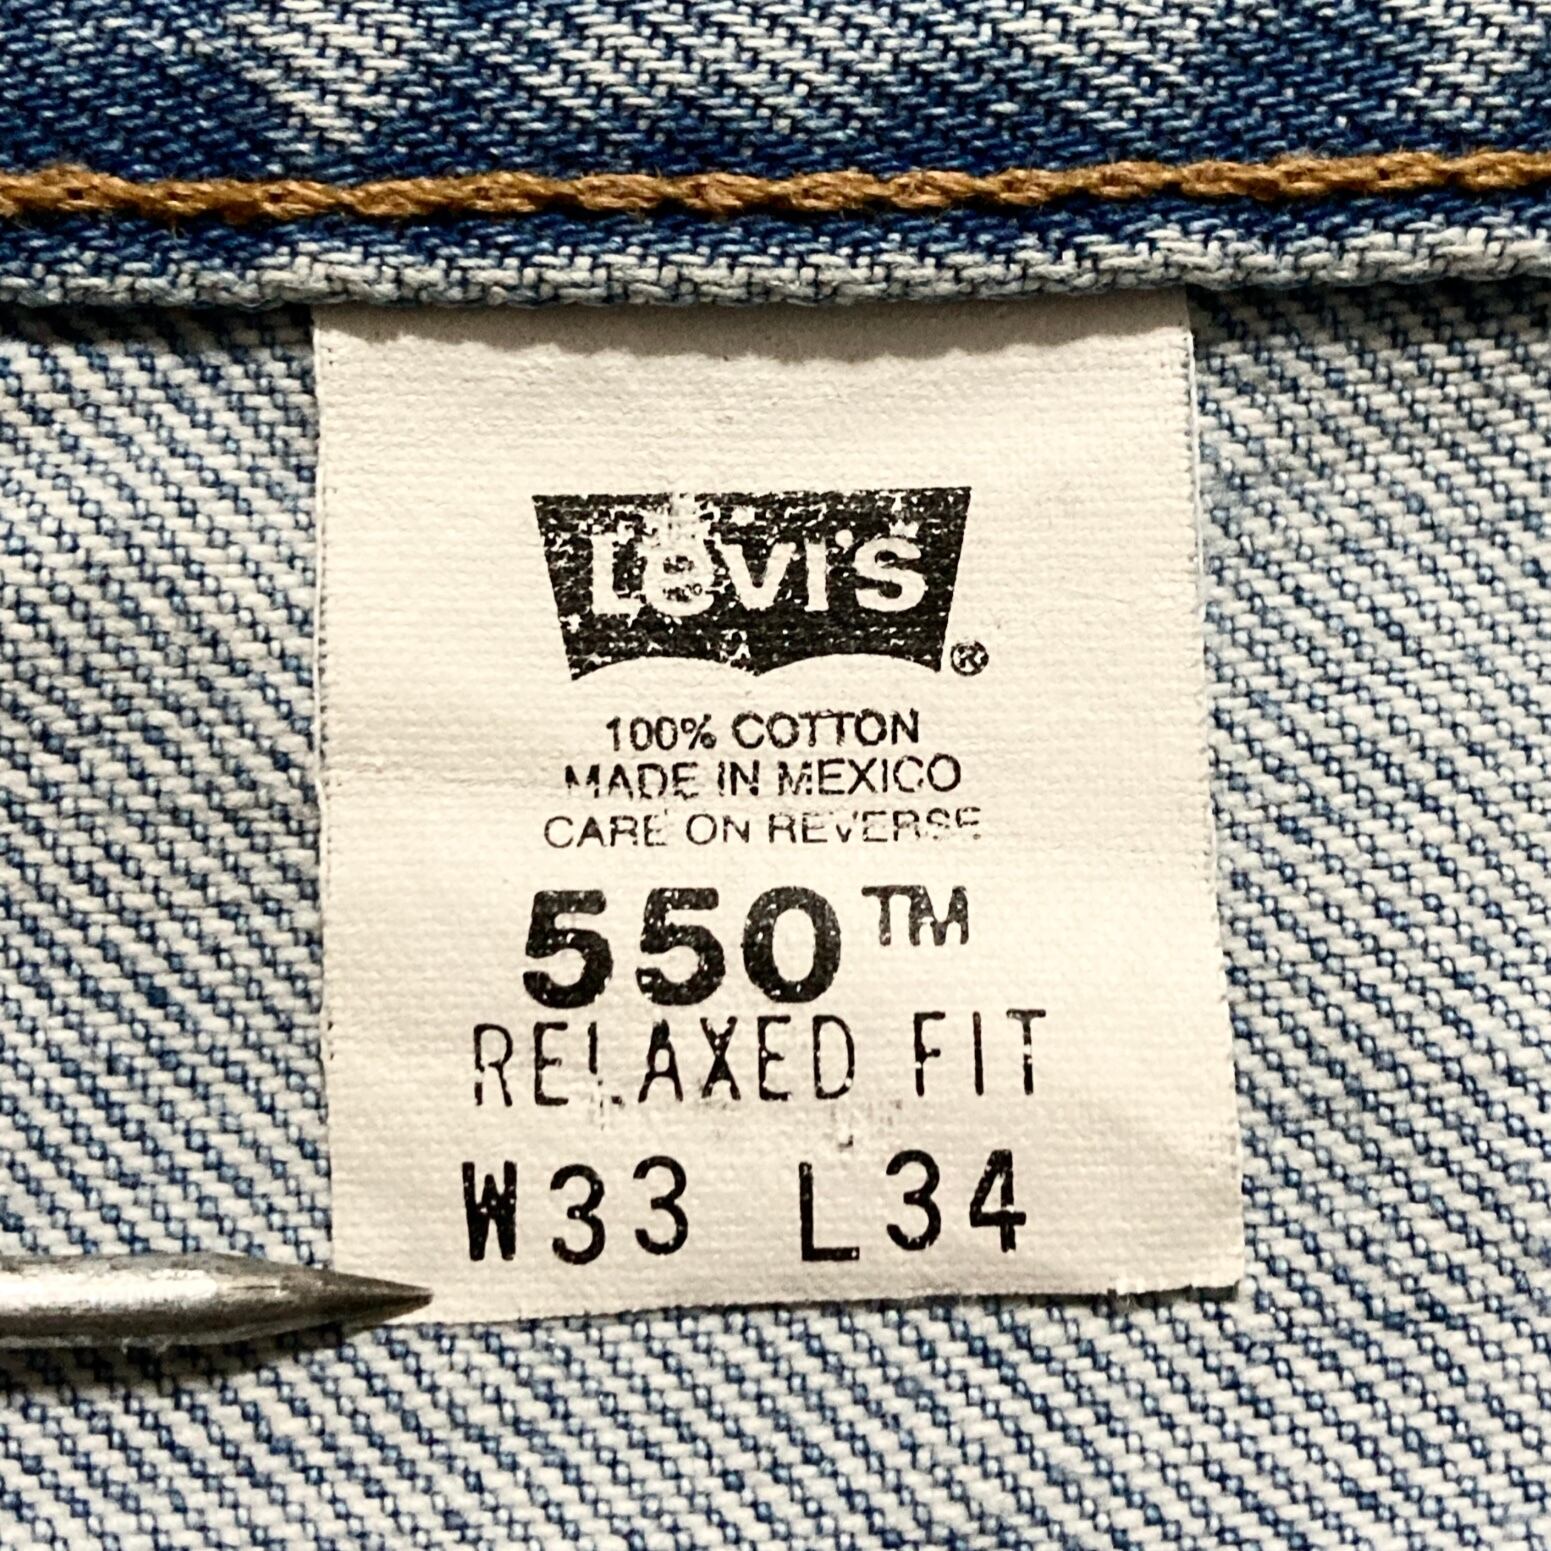 Levi's®
100% COTTON
MADE IN MEXICO
CARE ON REVERSE
550™
RELAXED FIT
W33 L34